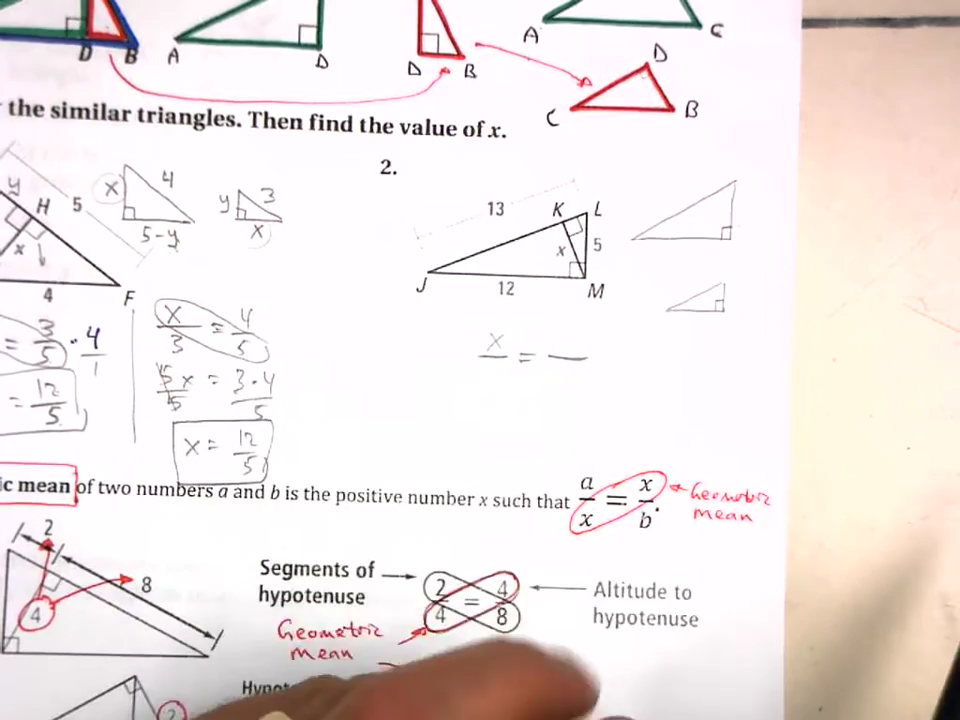 D B A D D B A C
C D B
the similar triangles. Then find the value of x.
2.
y H 5 x
x 4 5-y
y 3 x
4 F
13 K L
x 5
J 12 M
= 3/5 · 4/1
= 12/5
x/3 = 4/5
5x/5 = 3·4/5
x = 12/5
x = 
ic mean of two numbers a and b is the positive number x such that a/x = x/b.
Geometric mean
2
8
4
Segments of hypotenuse
2/4 = 4/8
Altitude to hypotenuse
Geometric mean
2